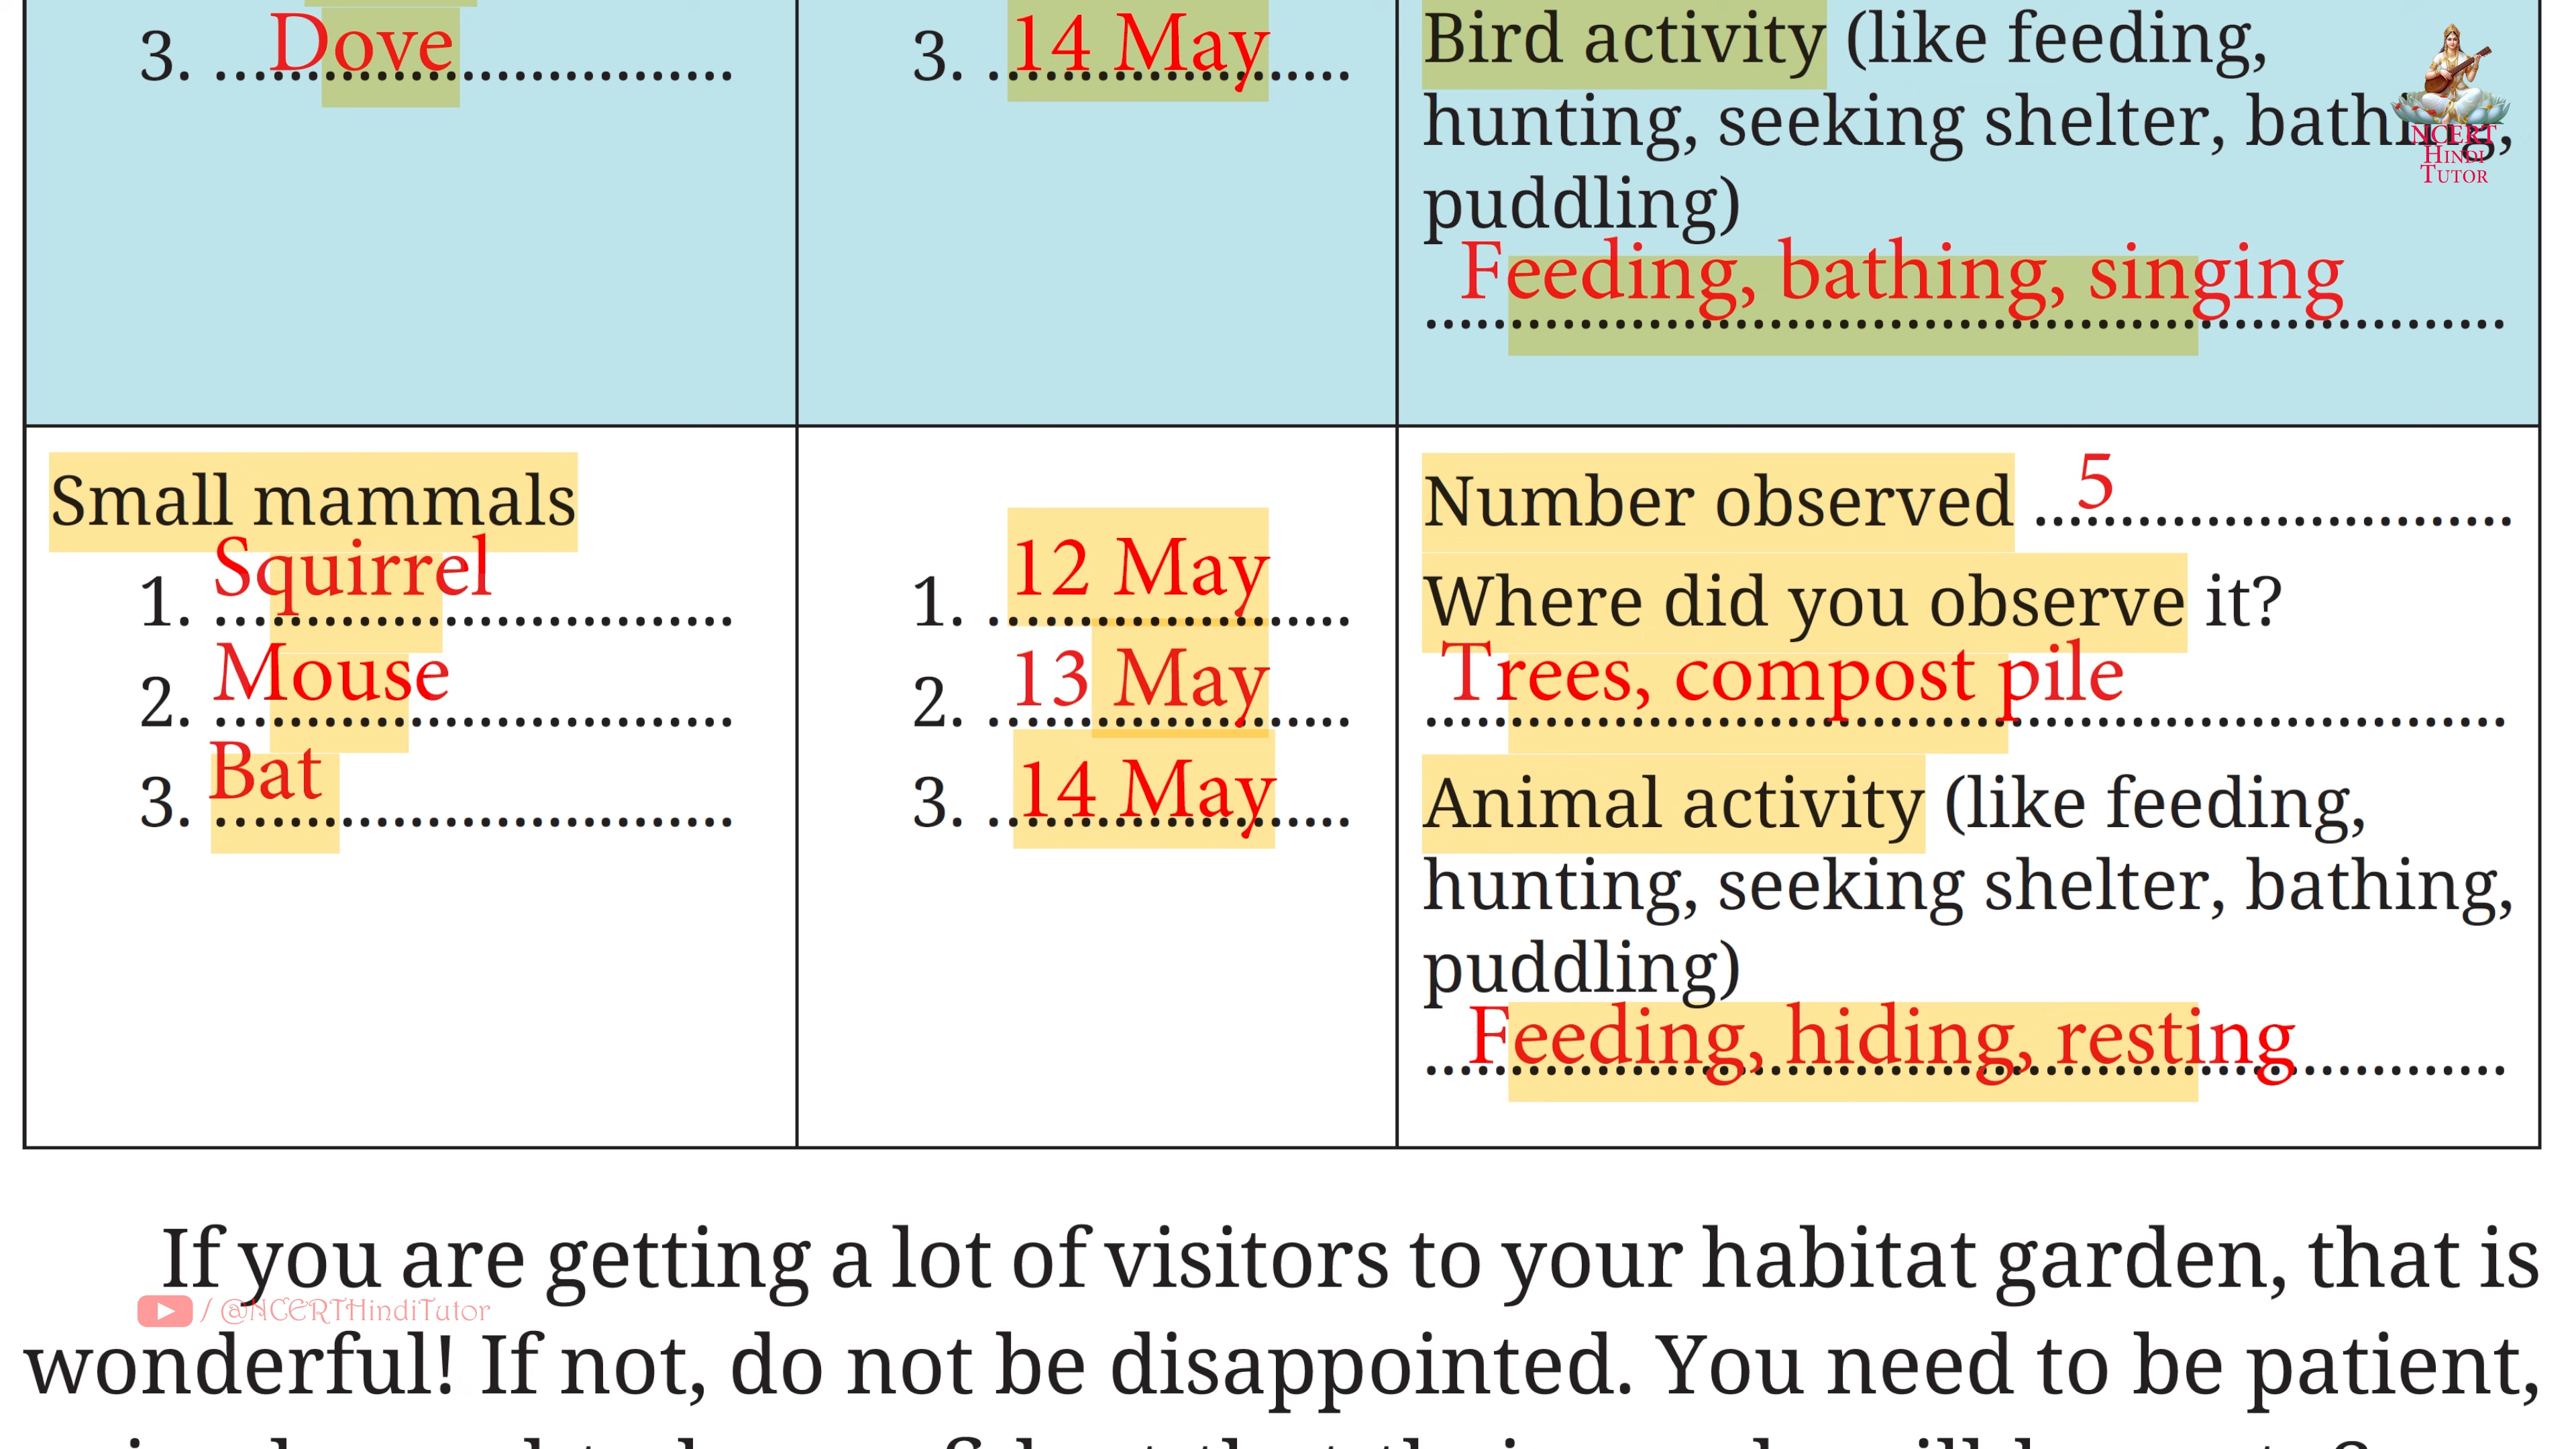 3. Dove
3. 14 May
Bird activity (like feeding,
hunting, seeking shelter, bathing,
puddling)
Feeding, bathing, singing
NCERT
HINDI
TUTOR
Small mammals
1. Squirrel
2. Mouse
3. Bat
1. 12 May
2. 13 May
3. 14 May
Number observed 5
Where did you observe it?
Trees, compost pile
Animal activity (like feeding,
hunting, seeking shelter, bathing,
puddling)
Feeding, hiding, resting
If you are getting a lot of visitors to your habitat garden, that is
/ @NCERTHindiTutor
wonderful! If not, do not be disappointed. You need to be patient,